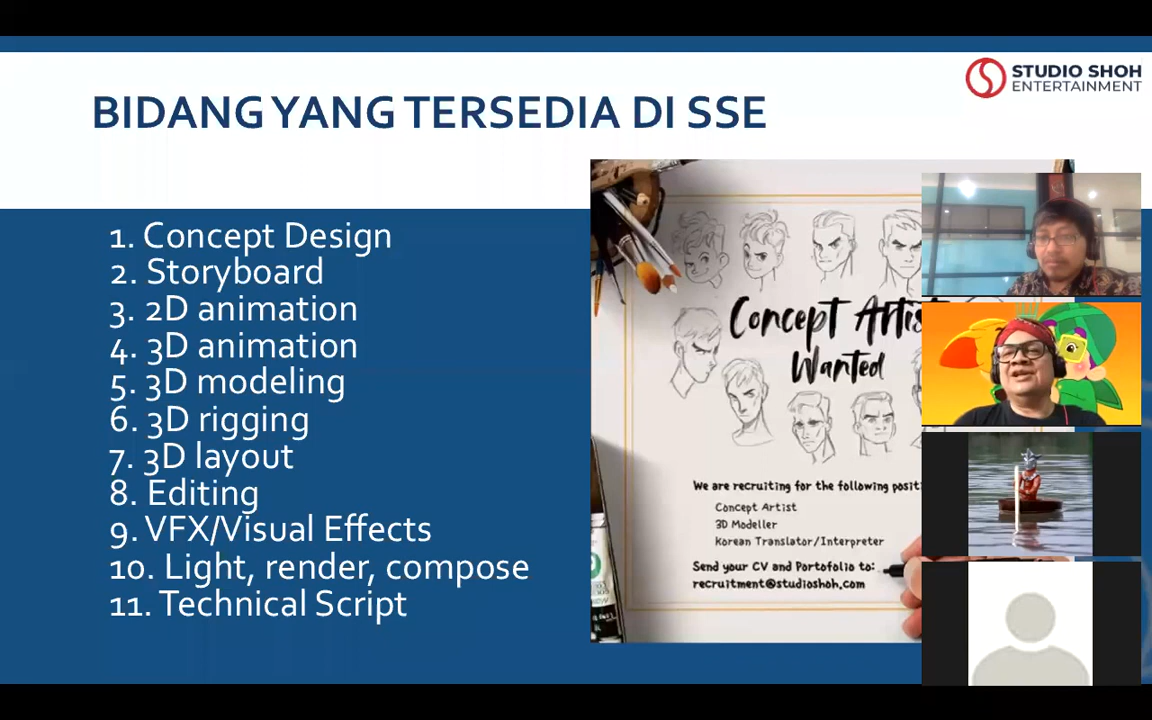 STUDIO SHOH
ENTERTAINMENT
BIDANG YANG TERSEDIA DI SSE
1. Concept Design
2. Storyboard
3. 2D animation
4. 3D animation
5. 3D modeling
6. 3D rigging
7. 3D layout
8. Editing
9. VFX/Visual Effects
10. Light, render, compose
11. Technical Script
Concept
Wanted
We are recruiting for the following
Concept Artist
3D Modeller
Korean Translator/Interpreter
Send your CV and Portofolio to:
recruitment@studioshoh.com